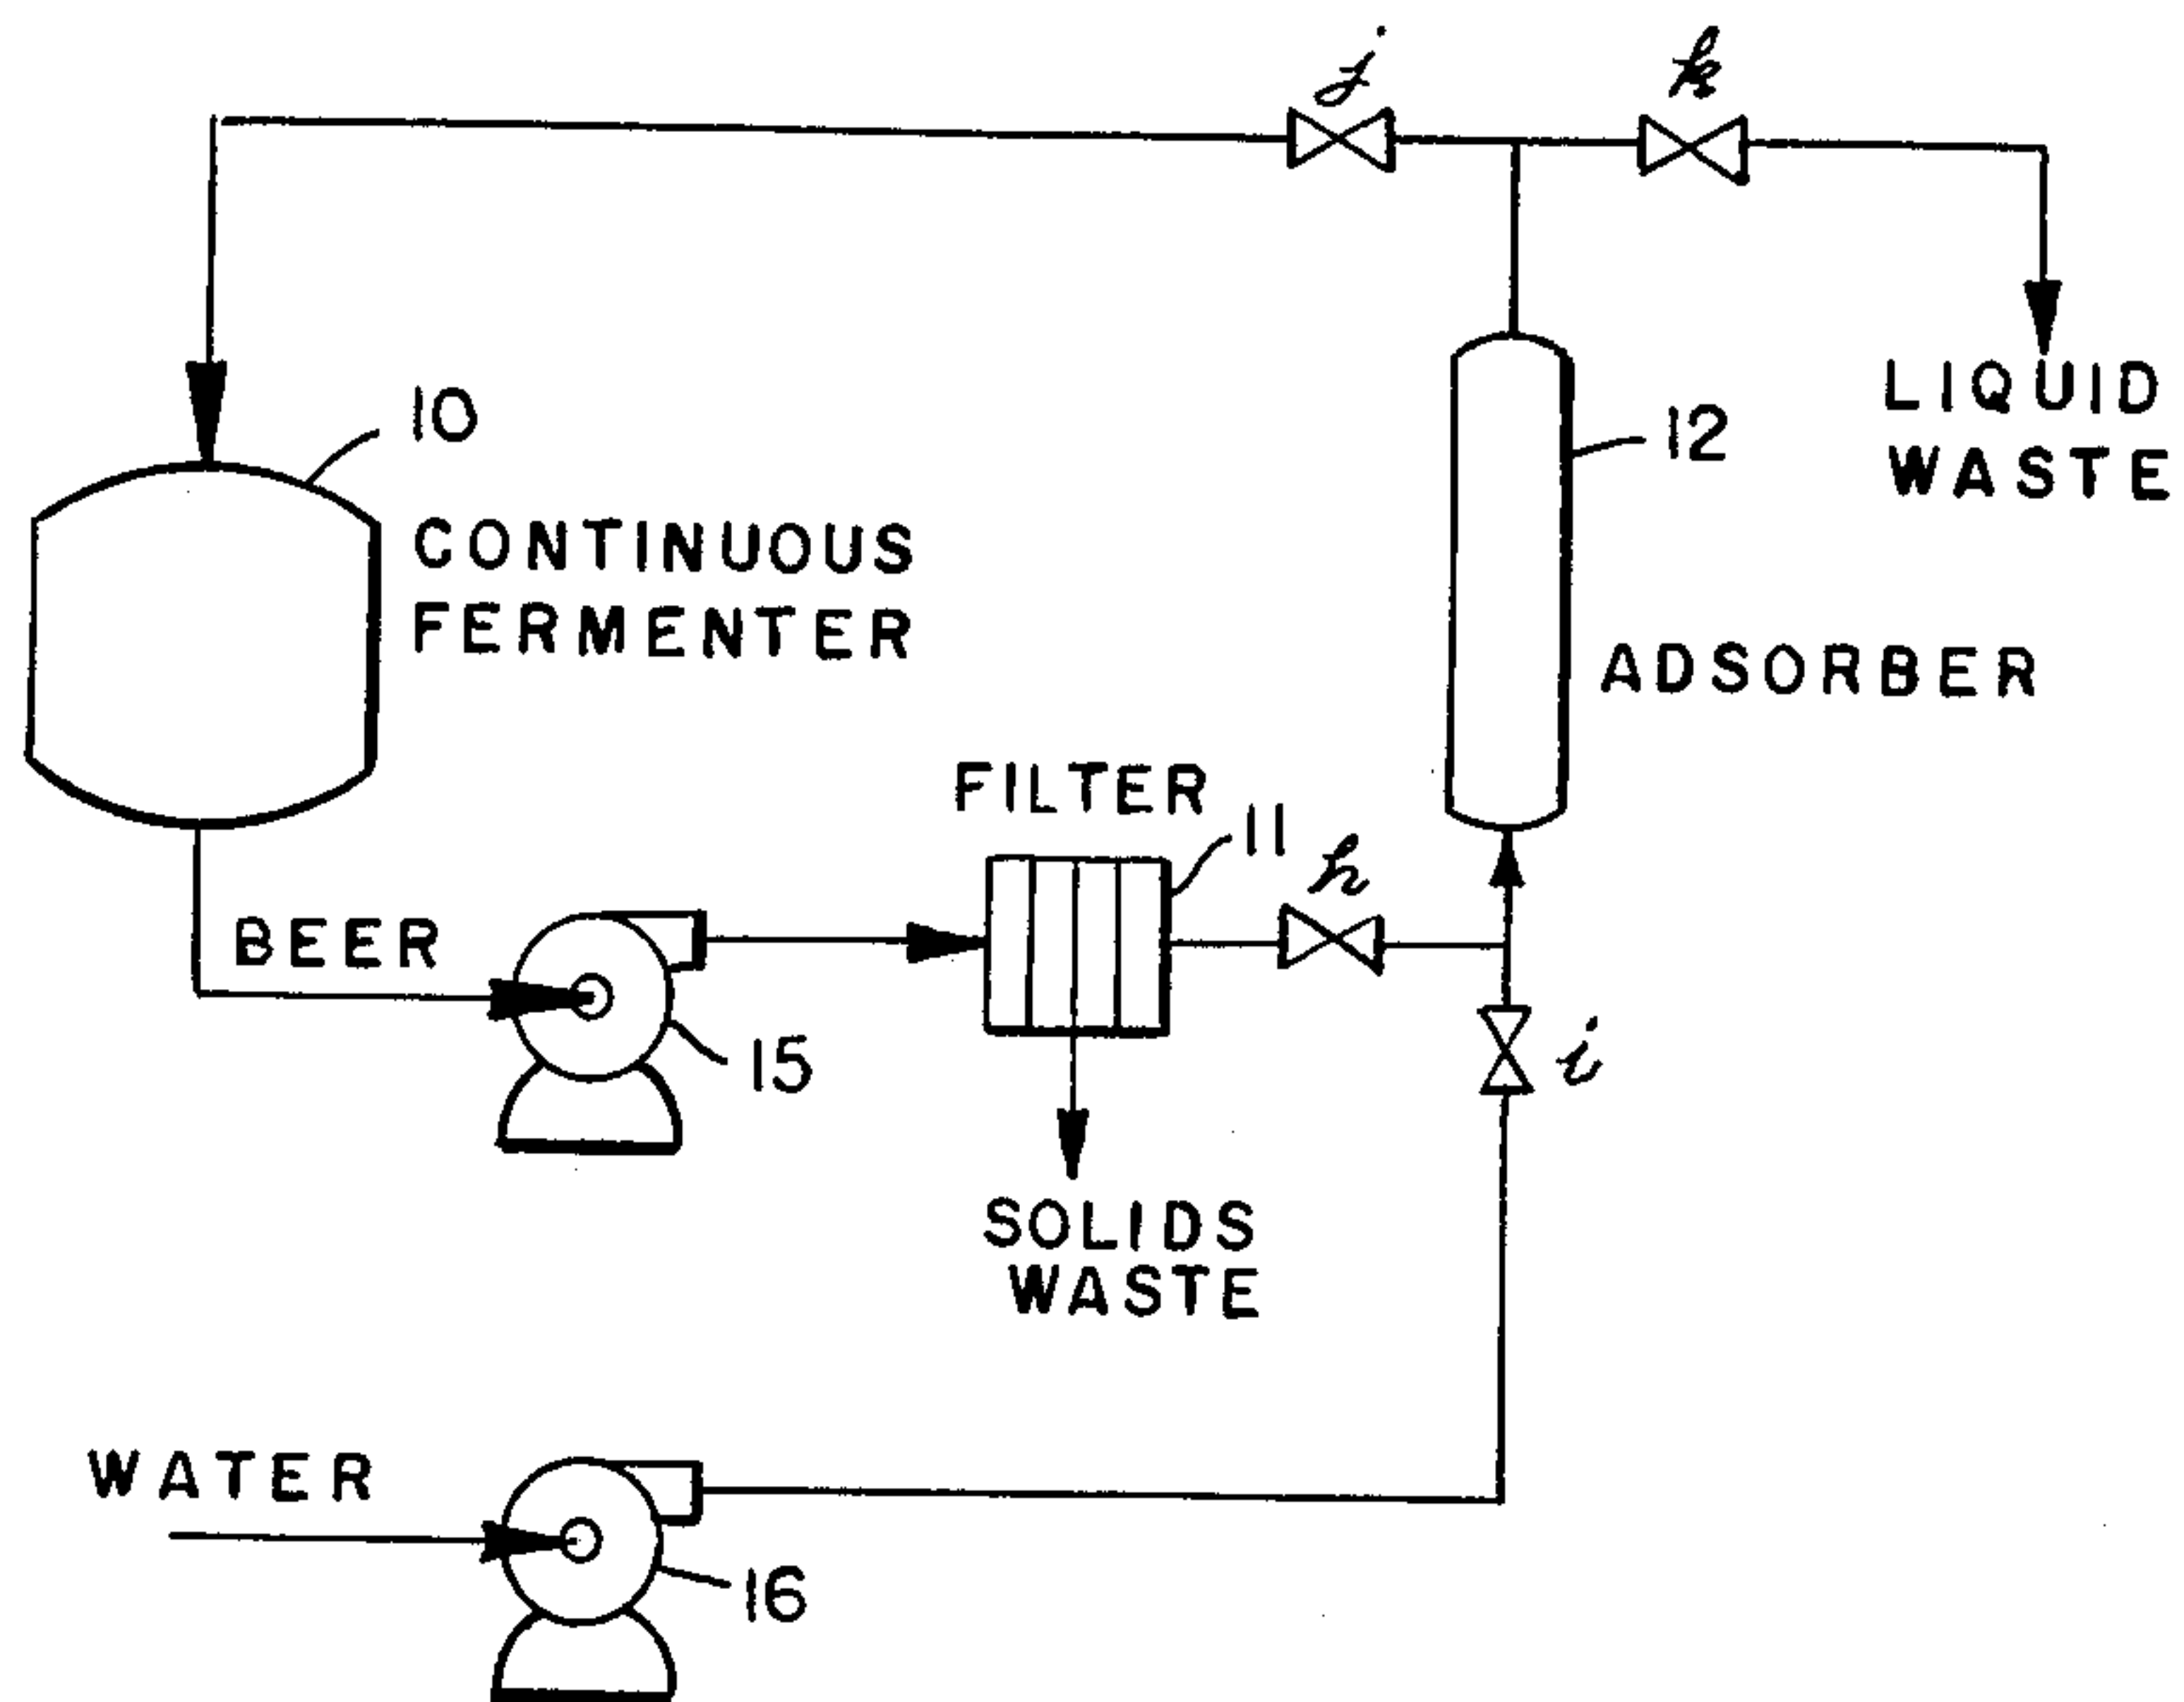 j
k
10
12
LIQUID
WASTE
CONTINUOUS
FERMENTER
ADSORBER
FILTER
11
h
BEER
15
i
SOLIDS
WASTE
WATER
16